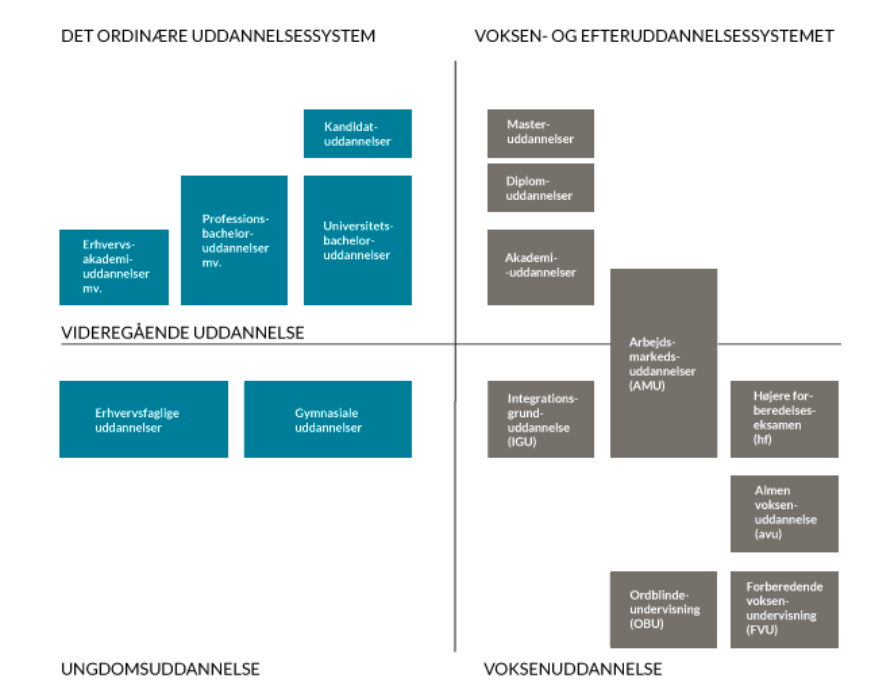 DET ORDINÆRE UDDANNELSESSYSTEM
VOKSEN- OG EFTERUDDANNELSESSYSTEMET
Kandidat-
uddannelser
Professions-
bachelor-
uddannelser
mv.
Universitets-
bachelor-
uddannelser
Erhvervs-
akademi-
uddannelser
mv.
Master-
uddannelser
Diplom-
uddannelser
Akademi-
-uddannelser
VIDEREGÅENDE UDDANNELSE
Arbejds-
markeds-
uddannelser
(AMU)
Erhvervsfaglige
uddannelser
Gymnasiale
uddannelser
Integrations-
grund-
uddannelse
(IGU)
Højere for-
beredelses-
eksamen
(hf)
Almen
voksen-
uddannelse
(avu)
Ordblinde-
undervisning
(OBU)
Forberedende
voksen-
undervisning
(FVU)
UNGDOMSUDDANNELSE
VOKSENUDDANNELSE